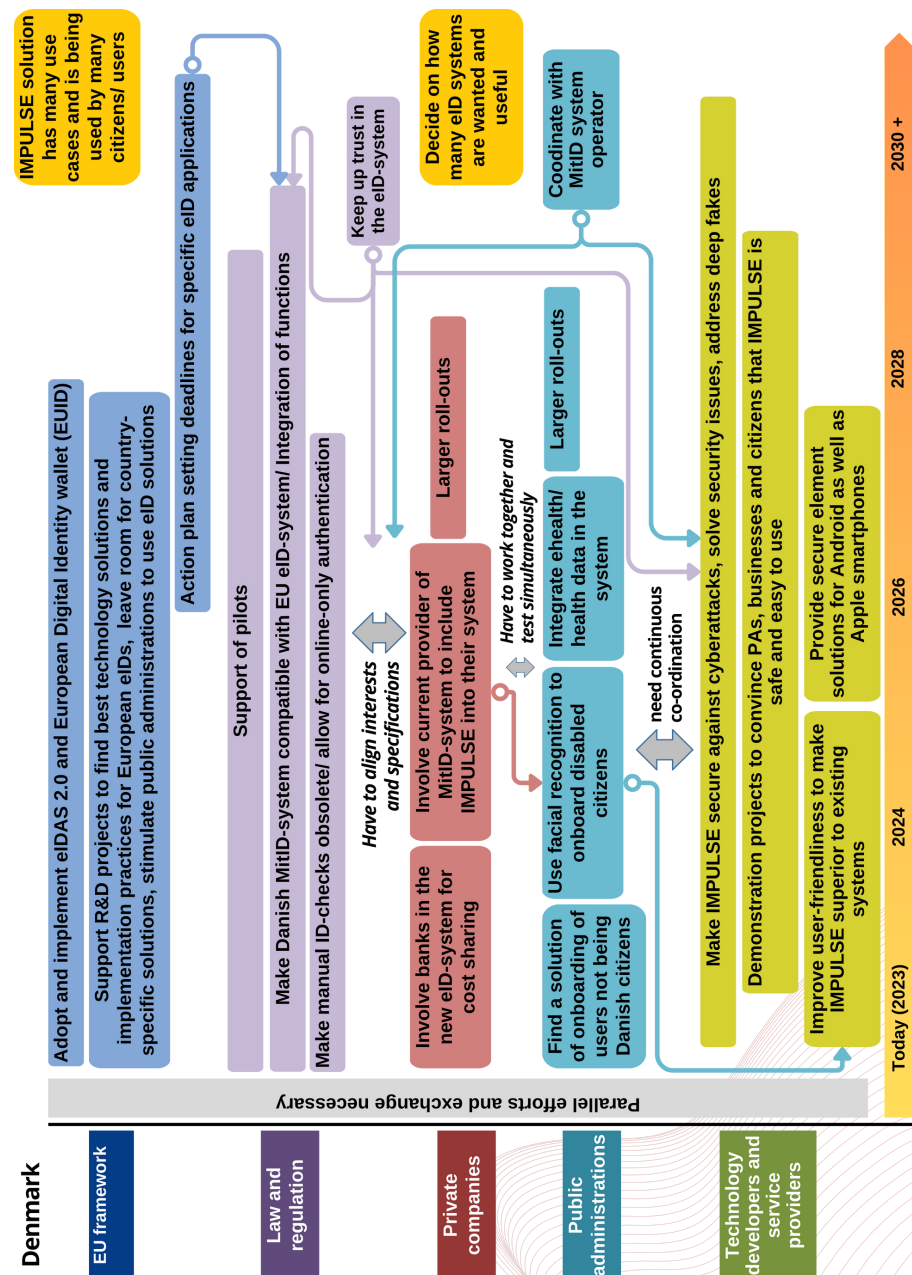 Denmark
EU framework
Law and
regulation
Private
companies
Public
administrations
Technology
developers and
service
providers
Parallel efforts and exchange necessary
Adopt and implement eIDAS 2.0 and European Digital Identity wallet (EUID)
Support R&D projects to find best technology solutions and
implementation practices for European eIDs, leave room for country-
specific solutions, stimulate public administrations to use eID solutions
Action plan setting deadlines for specific eID applications
IMPULSE solution
has many use
cases and is being
used by many
citizens/ users
Support of pilots
Make Danish MitID-system compatible with EU eID-system/ Integration of functions
Make manual ID-checks obsolete/ allow for online-only authentication
Keep up trust in
the eID-system
Have to align interests
and specifications
Decide on how
many eID systems
are wanted and
useful
Involve banks in the
new eID-system for
cost sharing
Involve current provider of
MitID-system to include
IMPULSE into their system
Larger roll-outs
Have to work together and
test simultaneously
Find a solution
of onboarding of
users not being
Danish citizens
Use facial recognition to
onboard disabled
citizens
Integrate ehealth/
health data in the
system
Larger roll-outs
Coodinate with
MitID system
operator
need continuous
co-ordination
Make IMPULSE secure against cyberattacks, solve security issues, address deep fakes
Demonstration projects to convince PAs, businesses and citizens that IMPULSE is
safe and easy to use
Improve user-friendliness to make
IMPULSE superior to existing
systems
Provide secure element
solutions for Android as well as
Apple smartphones
Today (2023)
2024
2026
2028
2030 +